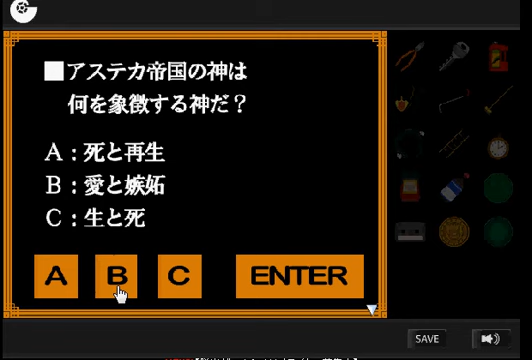 ■アステカ帝国の神は
何を象徴する神だ？
A：死と再生
B：愛と嫉妬
C：生と死
A B C ENTER
SAVE